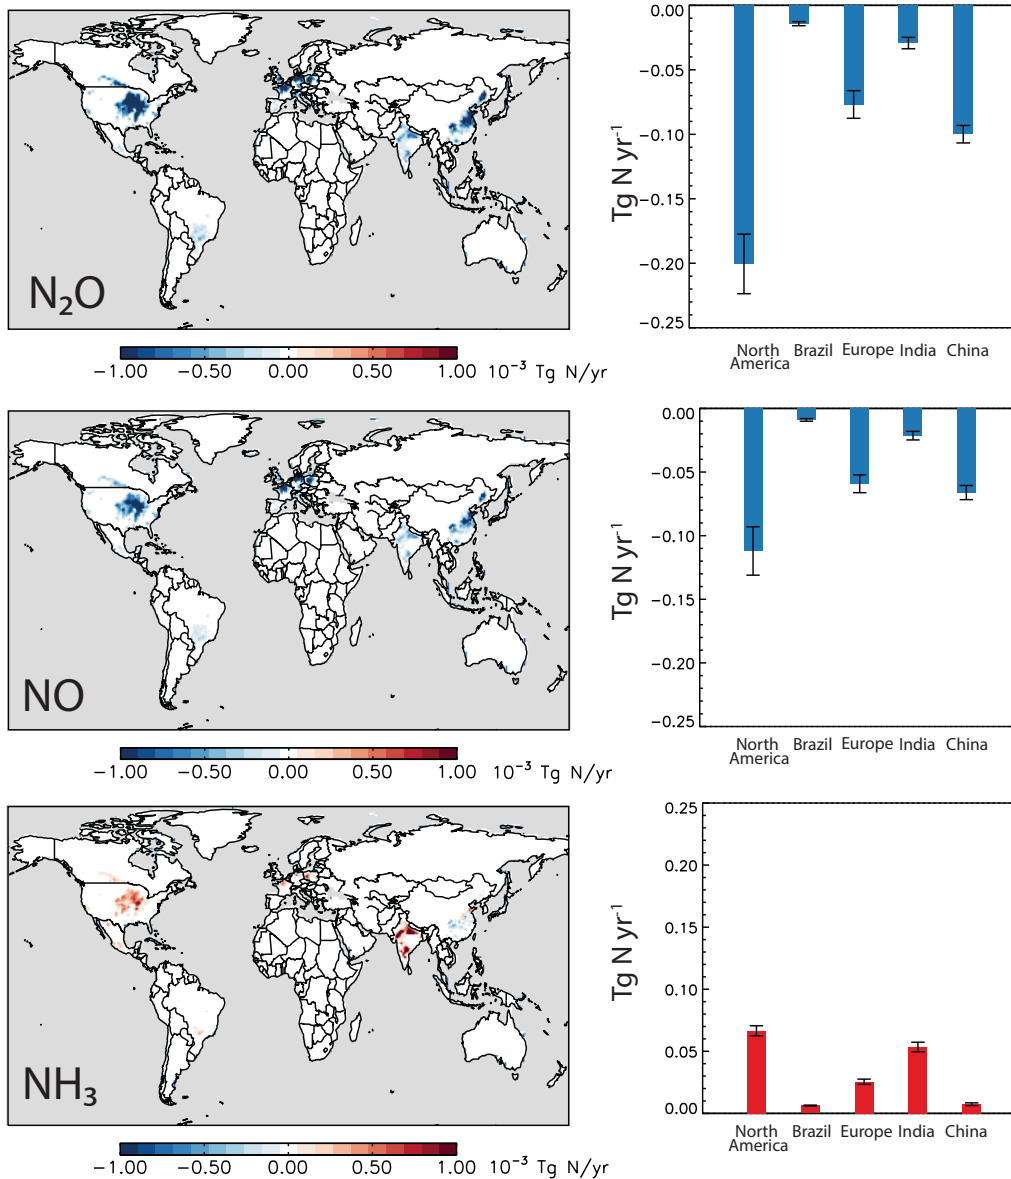 N₂O
−1.00 −0.50 0.00 0.50 1.00 10⁻³ Tg N/yr
Tg N yr⁻¹
0.00
−0.05
−0.10
−0.15
−0.20
−0.25
North America Brazil Europe India China
NO
−1.00 −0.50 0.00 0.50 1.00 10⁻³ Tg N/yr
Tg N yr⁻¹
0.00
−0.05
−0.10
−0.15
−0.20
−0.25
North America Brazil Europe India China
NH₃
−1.00 −0.50 0.00 0.50 1.00 10⁻³ Tg N/yr
Tg N yr⁻¹
0.25
0.20
0.15
0.10
0.05
0.00
North America Brazil Europe India China